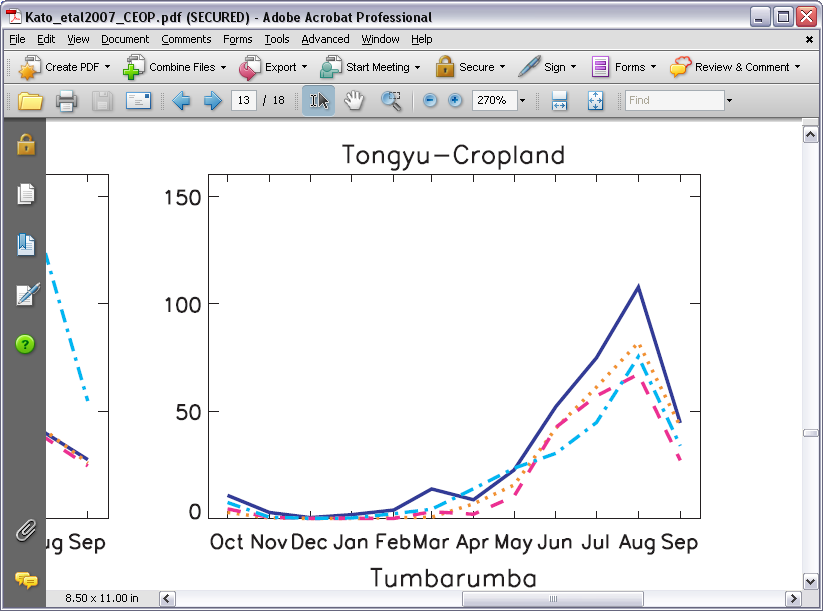 Kato_etal2007_CEOP.pdf (SECURED) - Adobe Acrobat Professional
File Edit View Document Comments Forms Tools Advanced Window Help
Create PDF Combine Files Export Start Meeting Secure Sign Forms Review & Comment
13 / 18 270% Find
Tongyu-Cropland
150
100
50
0
ug Sep Oct Nov Dec Jan Feb Mar Apr May Jun Jul Aug Sep
Tumbarumba
8.50 x 11.00 in